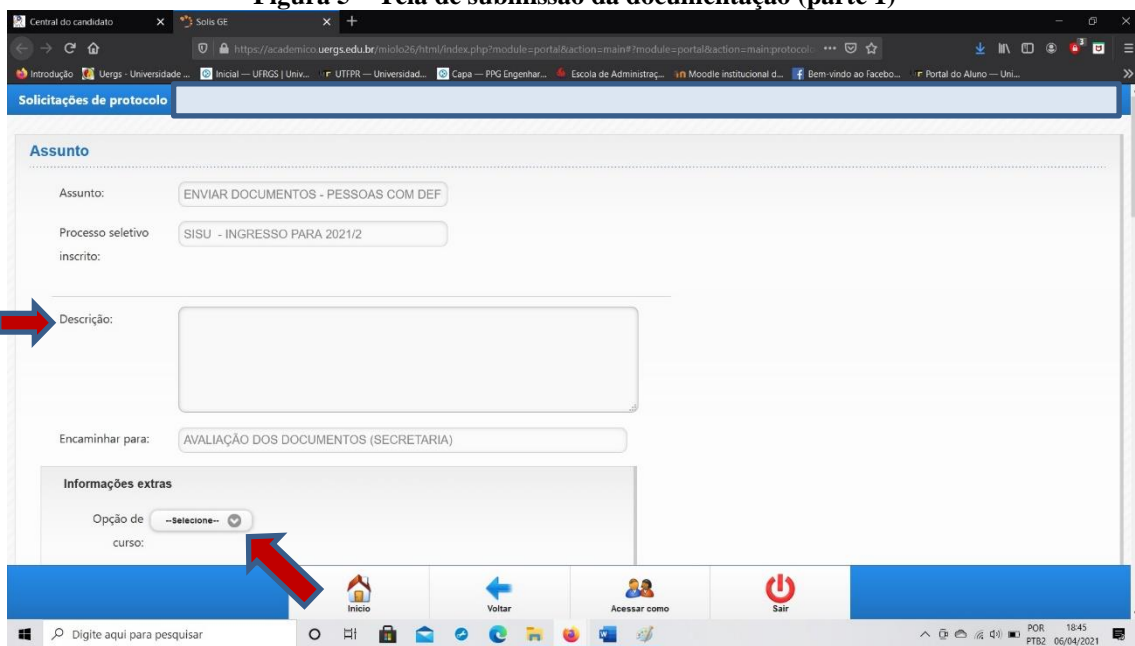 Figura 5 – Tela de submissão da documentação (parte 1)
Central do candidato
Solis GE
https://academico.uergs.edu.br/miolo26/html/index.php?module=portal&action=main#?module=portal&action=main:protocolo
Introdução
Uergs - Universidade ...
Inicial — UFRGS | Univ...
UTFPR — Universidad...
Capa — PPG Engenhar...
Escola de Administraç...
Moodle institucional d...
Bem-vindo ao Facebo...
Portal do Aluno — Uni...
Solicitações de protocolo
Assunto
Assunto: ENVIAR DOCUMENTOS - PESSOAS COM DEF
Processo seletivo inscrito: SISU - INGRESSO PARA 2021/2
Descrição:
Encaminhar para: AVALIAÇÃO DOS DOCUMENTOS (SECRETARIA)
Informações extras
Opção de curso: --Selecione--
Inicio
Voltar
Acessar como
Sair
Digite aqui para pesquisar
POR 18:45
PTB2 06/04/2021